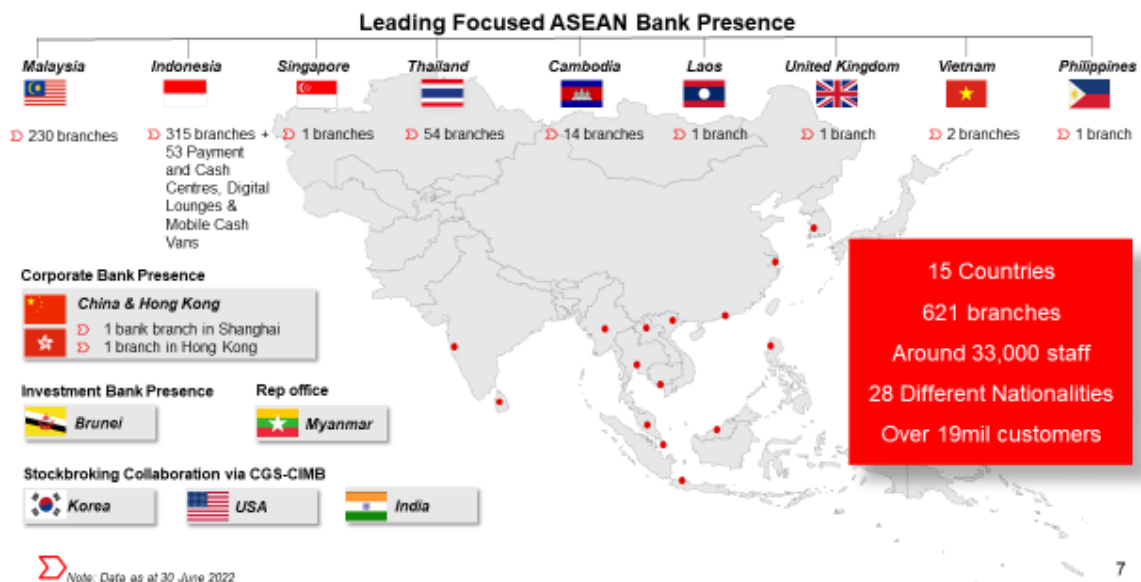 Leading Focused ASEAN Bank Presence
Malaysia
Indonesia
Singapore
Thailand
Cambodia
Laos
United Kingdom
Vietnam
Philippines
230 branches
315 branches +
53 Payment
and Cash
Centres, Digital
Lounges &
Mobile Cash
Vans
1 branches
54 branches
14 branches
1 branch
1 branch
2 branches
1 branch
Corporate Bank Presence
China & Hong Kong
1 bank branch in Shanghai
1 branch in Hong Kong
Investment Bank Presence
Brunei
Rep office
Myanmar
Stockbroking Collaboration via CGS-CIMB
Korea
USA
India
15 Countries
621 branches
Around 33,000 staff
28 Different Nationalities
Over 19mil customers
Note: Data as at 30 June 2022
7